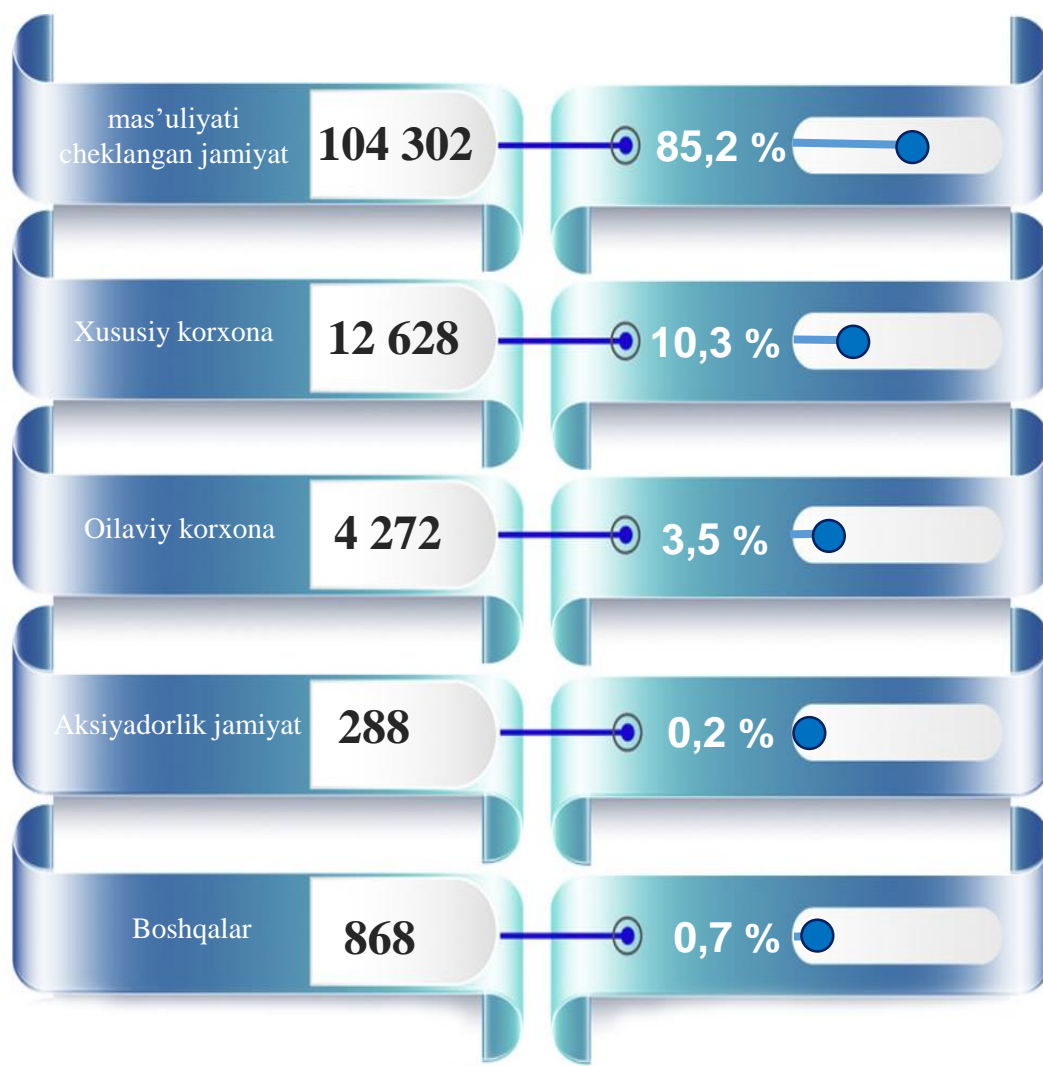 mas’uliyati
cheklangan jamiyat
104 302
85,2 %
Xususiy korxona
12 628
10,3 %
Oilaviy korxona
4 272
3,5 %
Aksiyadorlik jamiyat
288
0,2 %
Boshqalar
868
0,7 %